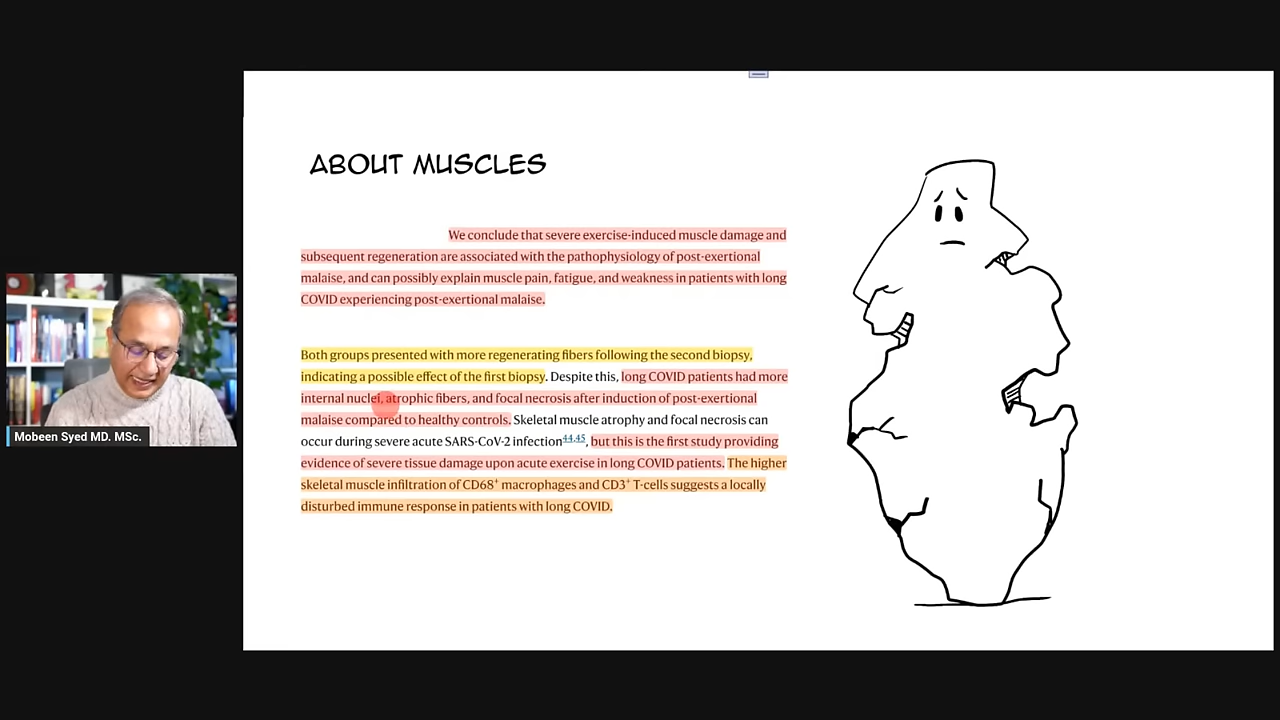 ABOUT MUSCLES
We conclude that severe exercise-induced muscle damage and
subsequent regeneration are associated with the pathophysiology of post-exertional
malaise, and can possibly explain muscle pain, fatigue, and weakness in patients with long
COVID experiencing post-exertional malaise.
Both groups presented with more regenerating fibers following the second biopsy,
indicating a possible effect of the first biopsy. Despite this, long COVID patients had more
internal nuclei, atrophic fibers, and focal necrosis after induction of post-exertional
malaise compared to healthy controls. Skeletal muscle atrophy and focal necrosis can
occur during severe acute SARS-CoV-2 infection44,45, but this is the first study providing
evidence of severe tissue damage upon acute exercise in long COVID patients. The higher
skeletal muscle infiltration of CD68+ macrophages and CD3+ T-cells suggests a locally
disturbed immune response in patients with long COVID.
Mobeen Syed MD. MSc.